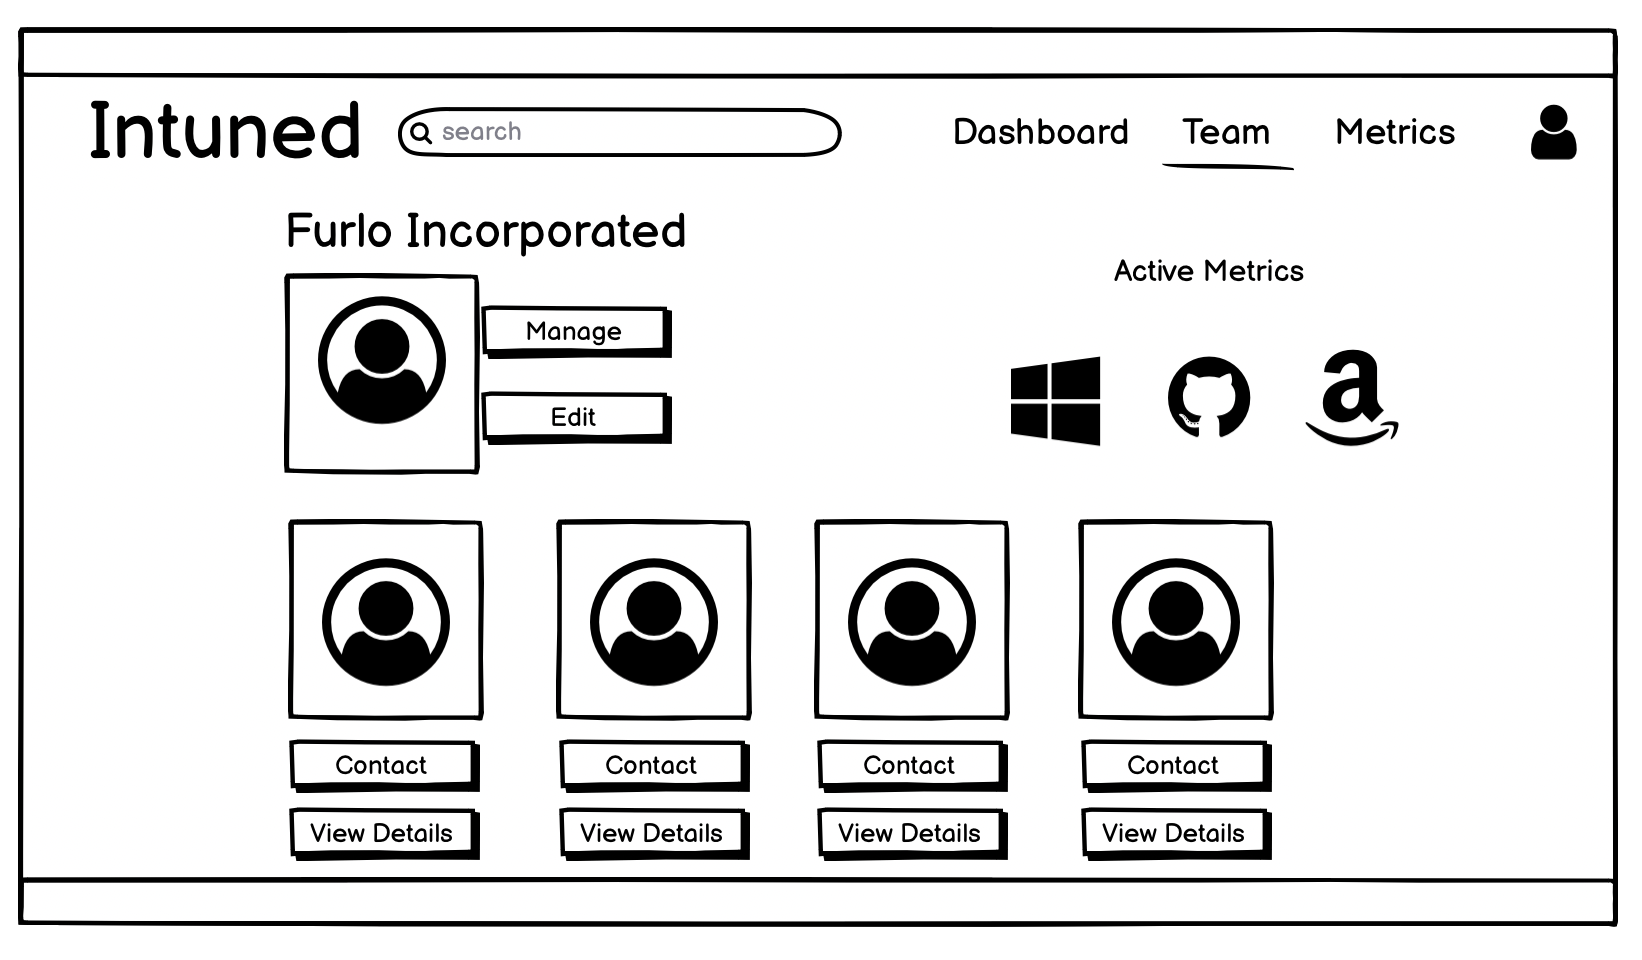 Intuned
search
Dashboard
Team
Metrics
Furlo Incorporated
Active Metrics
Manage
Edit
Contact
Contact
Contact
Contact
View Details
View Details
View Details
View Details